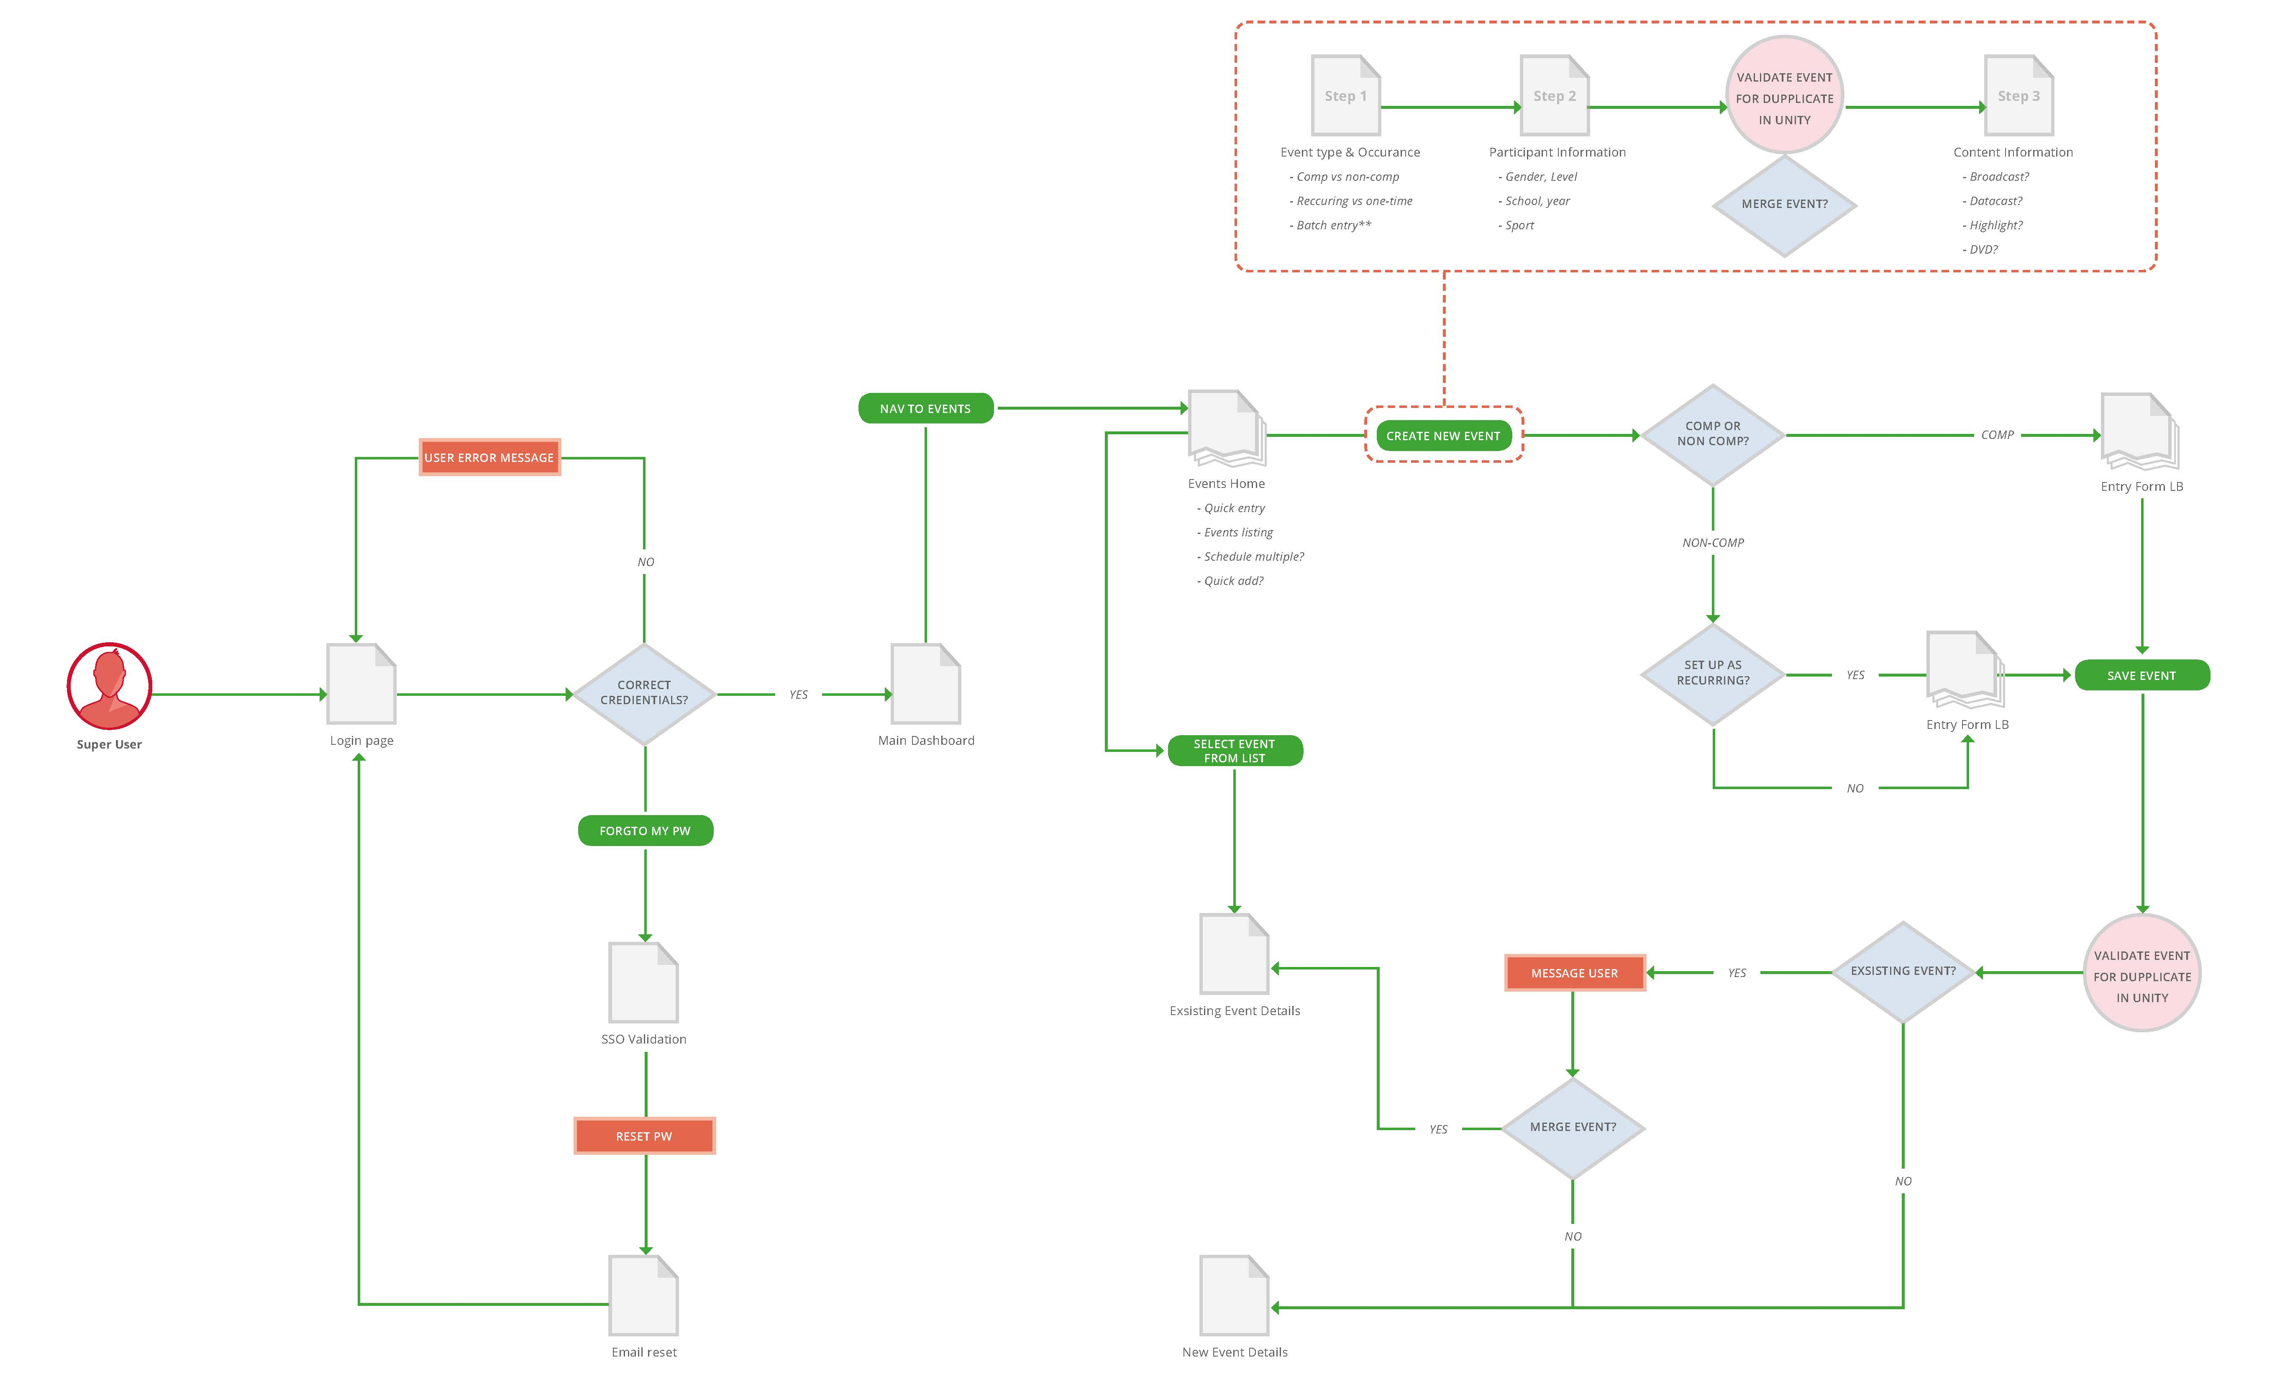 Step 1
Event type & Occurance
- Comp vs non-comp
- Reccuring vs one-time
- Batch entry**
Step 2
Participant Information
- Gender, Level
- School, year
- Sport
VALIDATE EVENT
FOR DUPPLICATE
IN UNITY
MERGE EVENT?
Step 3
Content Information
- Broadcast?
- Datacast?
- Highlight?
- DVD?
NAV TO EVENTS
Events Home
- Quick entry
- Events listing
- Schedule multiple?
- Quick add?
CREATE NEW EVENT
COMP OR
NON COMP?
COMP
Entry Form LB
USER ERROR MESSAGE
NO
NON-COMP
Super User
Login page
CORRECT
CREDIENTIALS?
YES
Main Dashboard
SET UP AS
RECURRING?
YES
Entry Form LB
SAVE EVENT
NO
SELECT EVENT
FROM LIST
FORGTO MY PW
SSO Validation
RESET PW
Email reset
Exsisting Event Details
MESSAGE USER
YES
EXSISTING EVENT?
VALIDATE EVENT
FOR DUPPLICATE
IN UNITY
YES
MERGE EVENT?
NO
NO
New Event Details